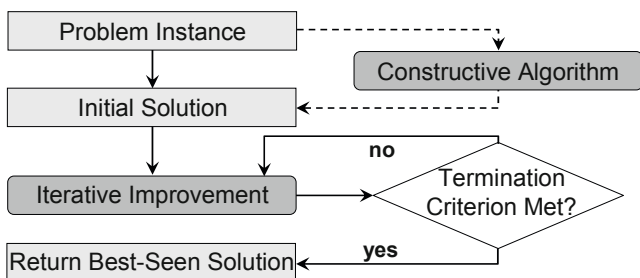 Problem Instance
Constructive Algorithm
Initial Solution
no
Iterative Improvement
Termination
Criterion Met?
yes
Return Best-Seen Solution